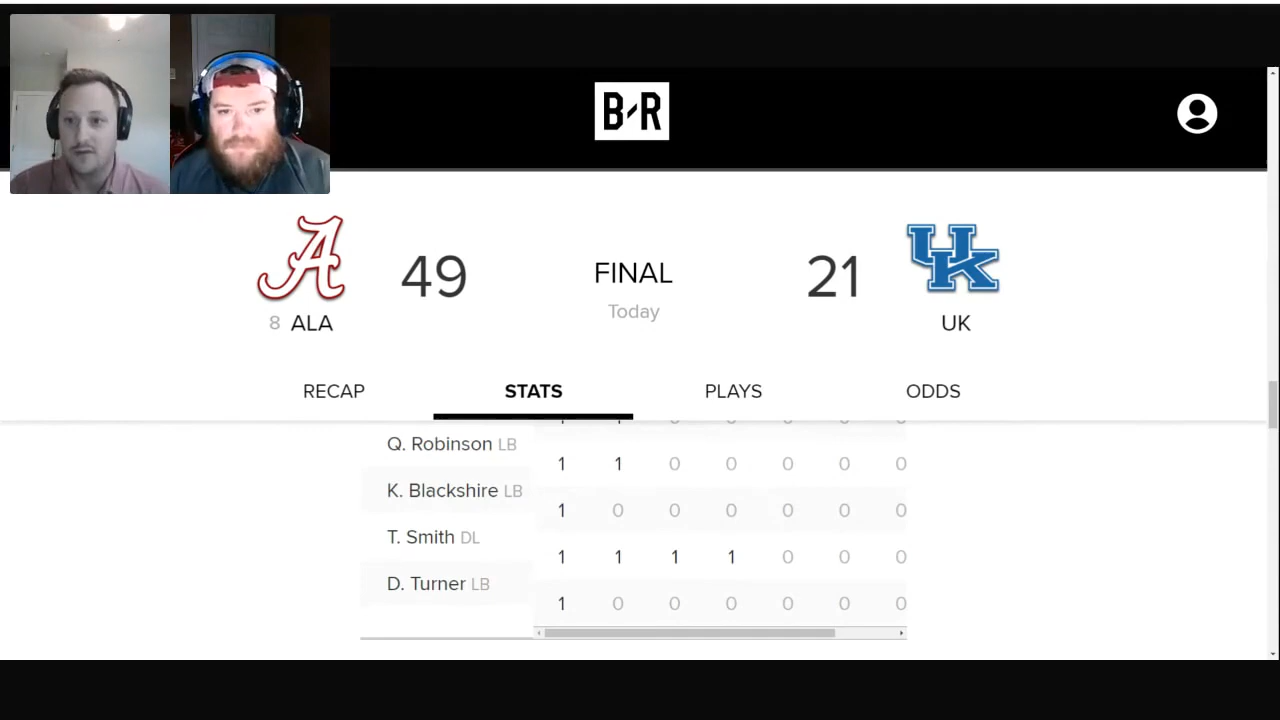 B/R
49
FINAL
21
Today
8 ALA
UK
RECAP STATS PLAYS ODDS
Q. Robinson LB
1 1 0 0 0 0 0
K. Blackshire LB
1 0 0 0 0 0 0
T. Smith DL
1 1 1 1 0 0 0
D. Turner LB
1 0 0 0 0 0 0